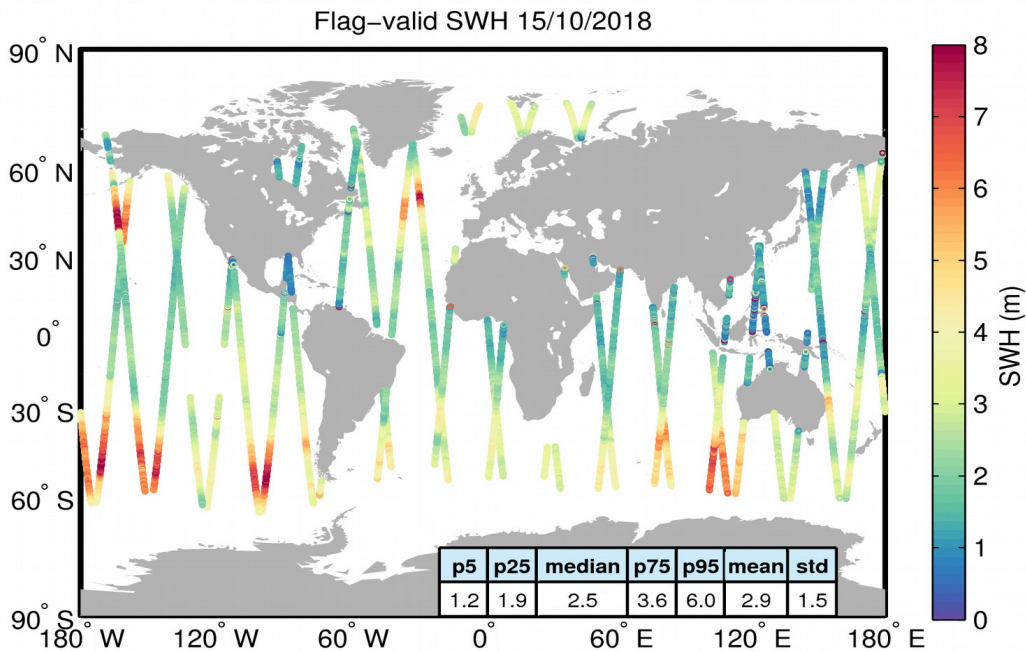 Flag−valid SWH 15/10/2018
90° N
60° N
30° N
0°
30° S
60° S
90° S
180° W
120° W
60° W
0°
60° E
120° E
180° E
8
7
6
5
4
3
2
1
0
SWH (m)
p5 p25 median p75 p95 mean std
1.2 1.9 2.5 3.6 6.0 2.9 1.5